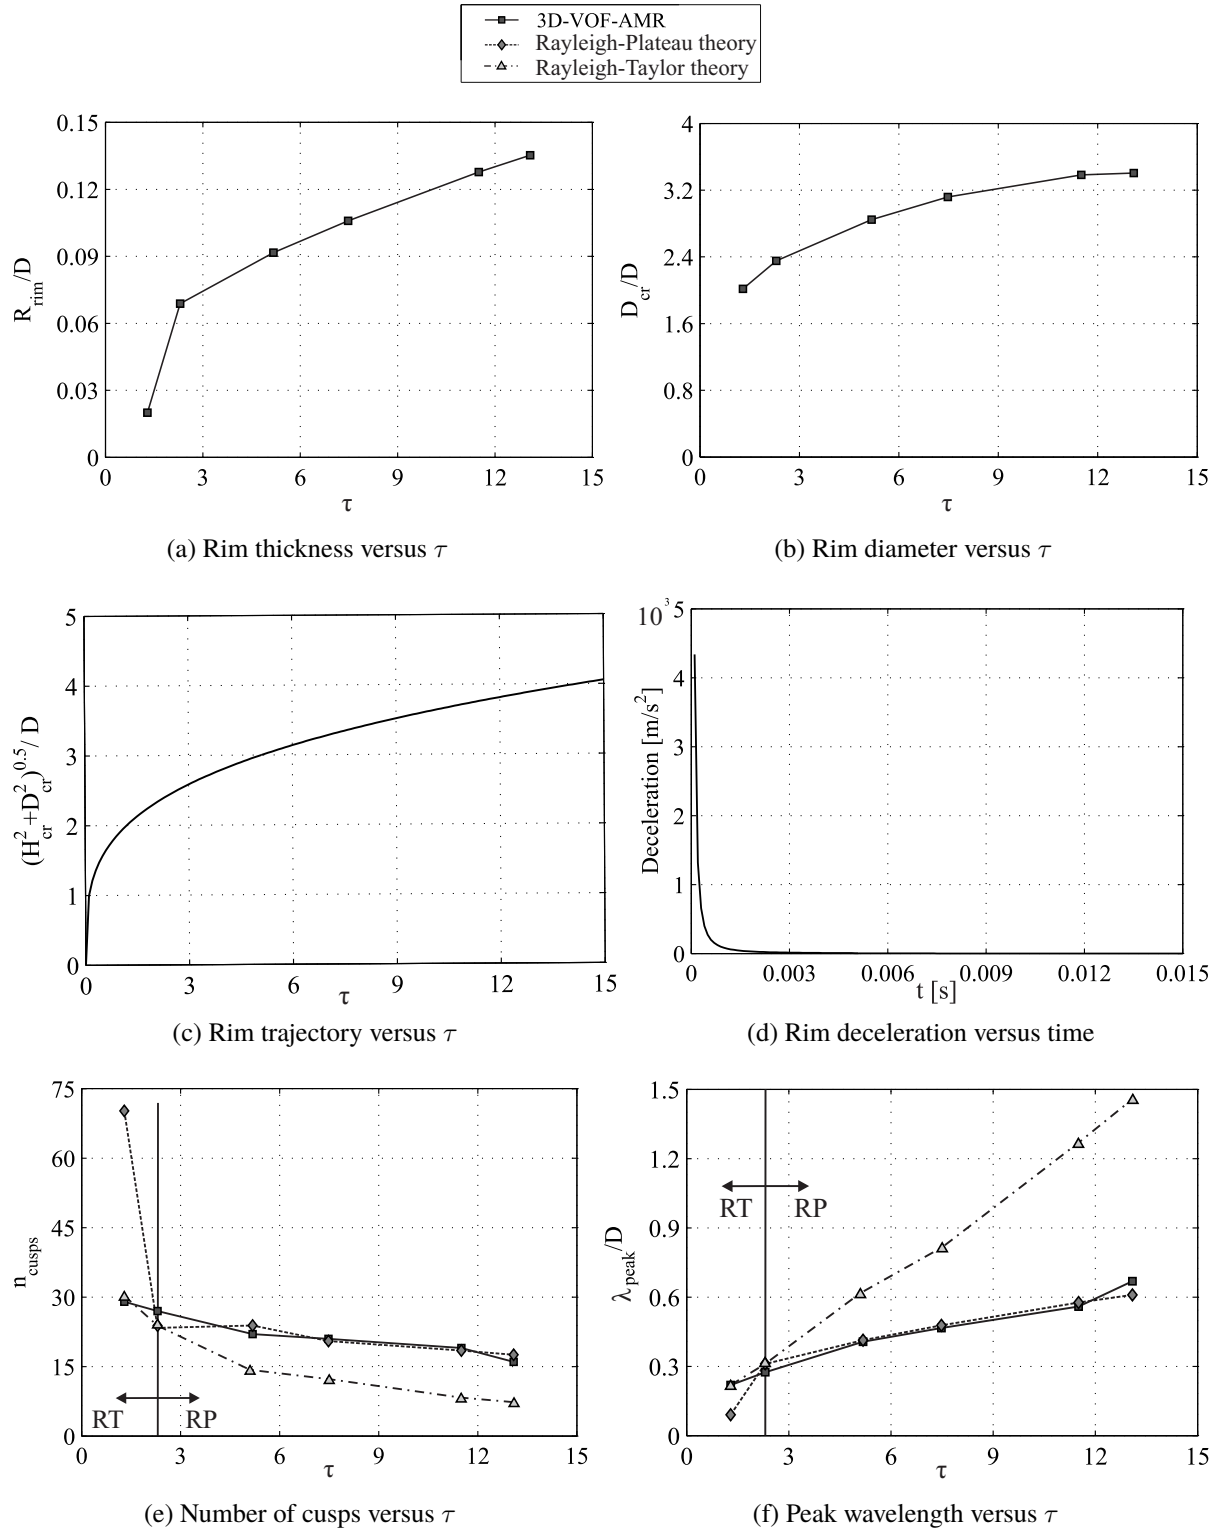 3D-VOF-AMR
Rayleigh-Plateau theory
Rayleigh-Taylor theory
R_rim/D
0.15
0.12
0.09
0.06
0.03
0
0 3 6 9 12 15
τ
(a) Rim thickness versus τ
D_cr/D
4
3.2
2.4
1.6
0.8
0
0 3 6 9 12 15
τ
(b) Rim diameter versus τ
(H²_cr+D²_cr)^0.5/D
5
4
3
2
1
0
0 3 6 9 12 15
τ
(c) Rim trajectory versus τ
Deceleration [m/s²]
10³ 5
4
3
2
1
0
0 0.003 0.006 0.009 0.012 0.015
t [s]
(d) Rim deceleration versus time
n_cusps
75
60
45
30
15
0
RT RP
0 3 6 9 12 15
τ
(e) Number of cusps versus τ
λ_peak/D
1.5
1.2
0.9
0.6
0.3
0
RT RP
0 3 6 9 12 15
τ
(f) Peak wavelength versus τ